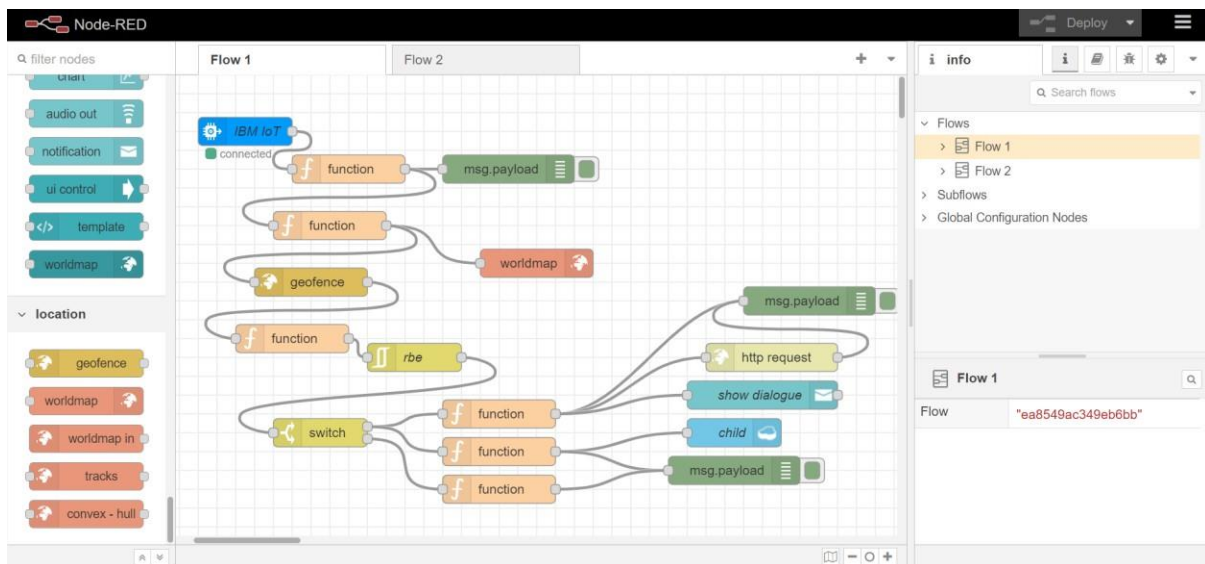 Node-RED
Deploy
filter nodes
chart
audio out
notification
ui control
template
worldmap
location
geofence
worldmap
worldmap in
tracks
convex - hull
Flow 1
Flow 2
IBM IoT
connected
function
msg.payload
function
worldmap
geofence
msg.payload
function
rbe
http request
show dialogue
function
switch
child
function
msg.payload
function
info
Search flows
Flows
Flow 1
Flow 2
Subflows
Global Configuration Nodes
Flow 1
Flow
"ea8549ac349eb6bb"